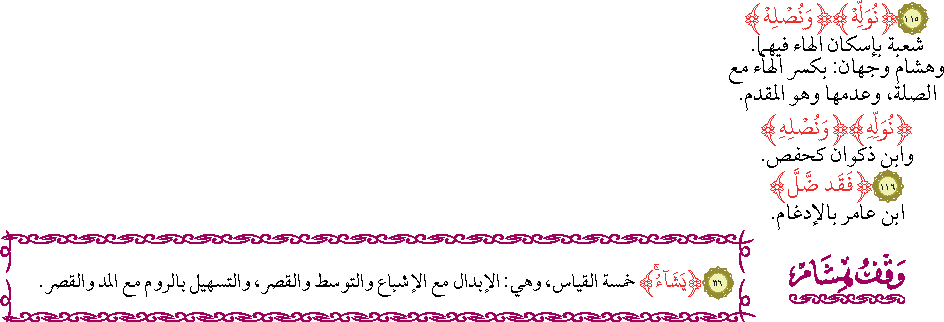 ١١٥ ﴿نُوَلِّهۡ﴾ ﴿وَنُصۡلِهۡ﴾
شعبة بإسكان الهاء فيهما.
وهشام وجهان: بكسر الهاء مع
الصلة، وعدمها وهو المقدم.
﴿نُوَلِّهِ﴾ ﴿وَنُصۡلِهِ﴾
وابن ذكوان كحفص.
١١٦ ﴿فَقَد ضَّلَّ﴾
ابن عامر بالإدغام.
وَقْفُ هِشَامٍ
١١٦ ﴿يَشَآءُۚ﴾ خمسة القياس، وهي: الإبدال مع الإشباع والتوسط والقصر، والتسهيل بالروم مع المد والقصر.